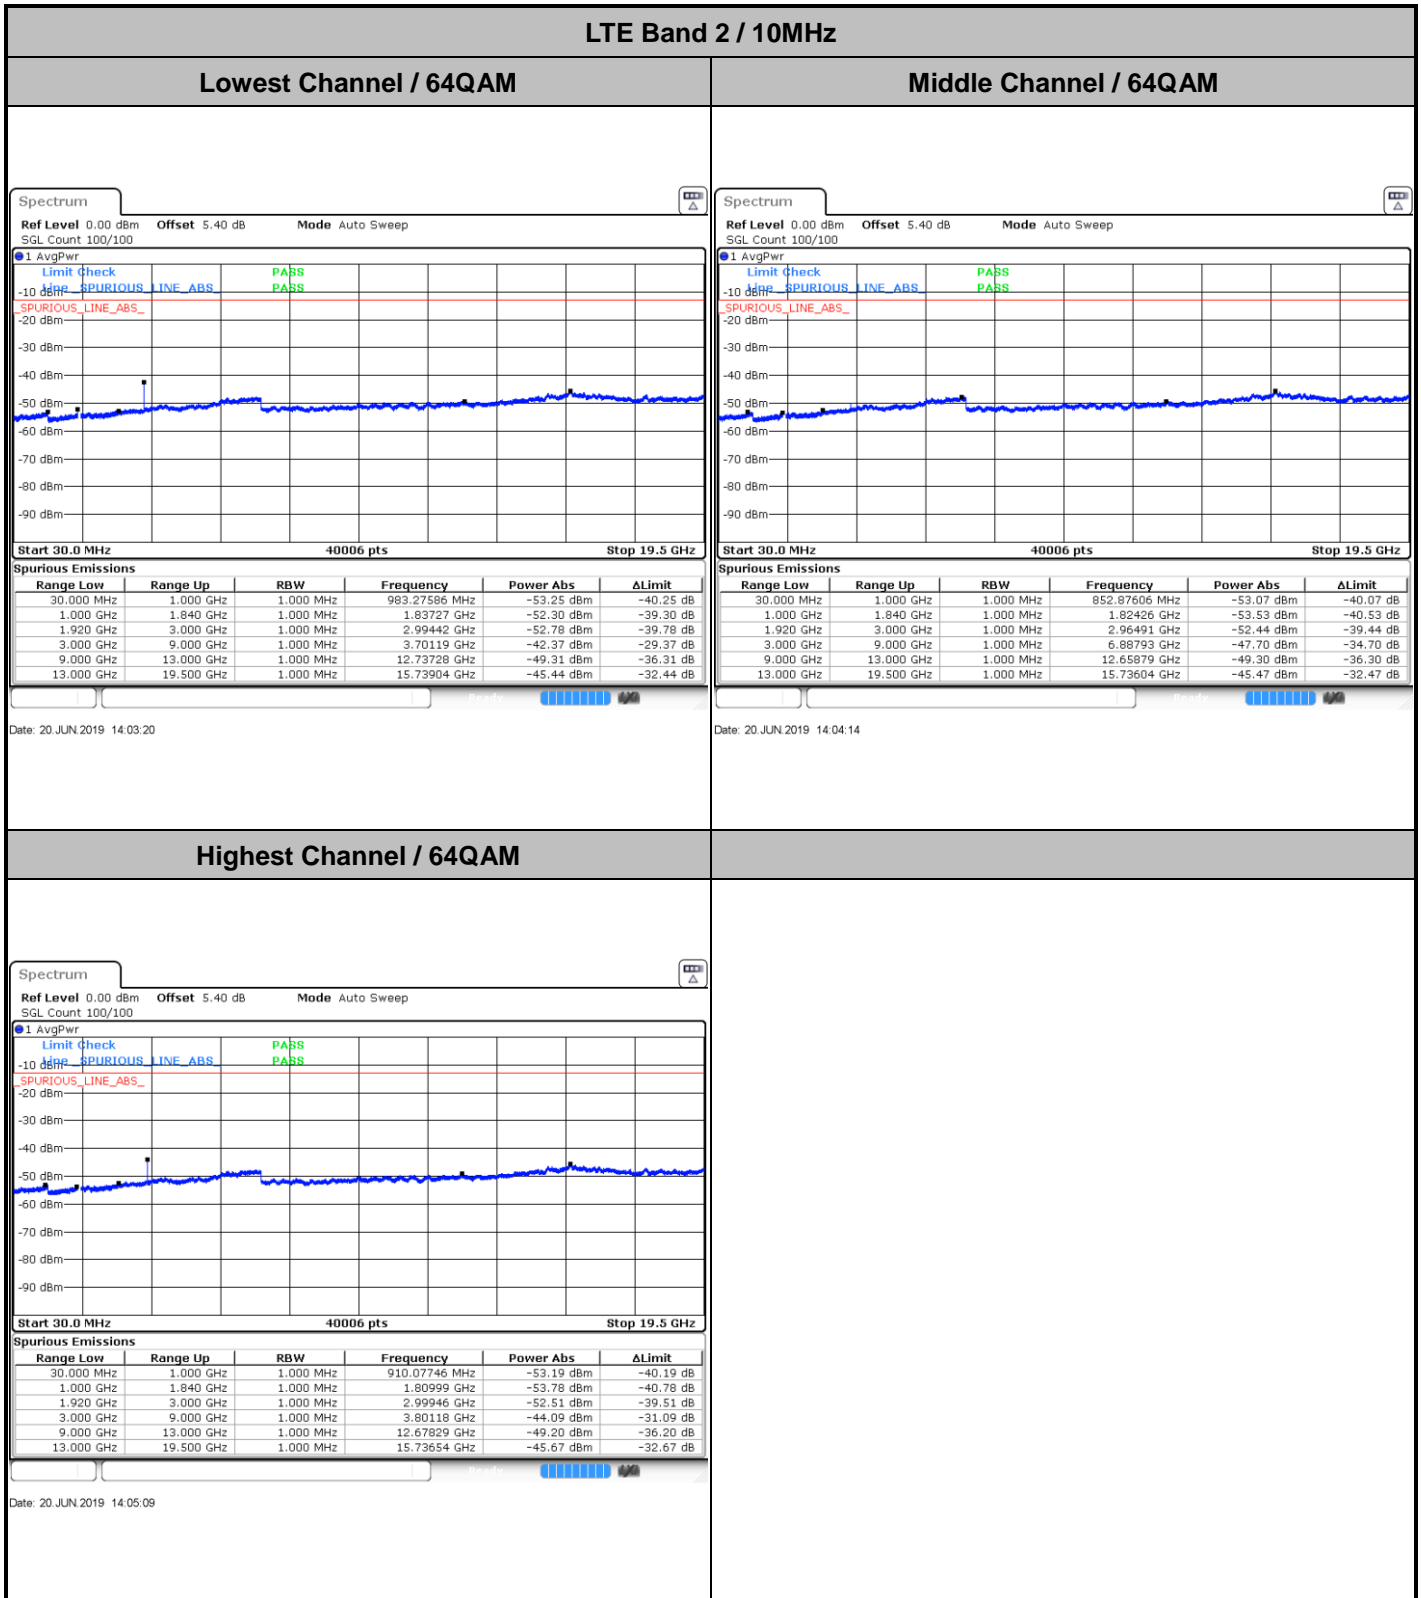 LTE Band 2 / 10MHz
Lowest Channel / 64QAM
Middle Channel / 64QAM
Spectrum
Ref Level 0.00 dBm Offset 5.40 dB Mode Auto Sweep
SGL Count 100/100
1 AvgPwr
Limit Check PASS
Line _SPURIOUS_LINE_ABS_ PASS
-10 dBm
_SPURIOUS_LINE_ABS_
-20 dBm
-30 dBm
-40 dBm
-50 dBm
-60 dBm
-70 dBm
-80 dBm
-90 dBm
Start 30.0 MHz 40006 pts Stop 19.5 GHz
Spurious Emissions
Range Low Range Up RBW Frequency Power Abs ΔLimit
30.000 MHz 1.000 GHz 1.000 MHz 983.27586 MHz -53.25 dBm -40.25 dB
1.000 GHz 1.840 GHz 1.000 MHz 1.83727 GHz -52.30 dBm -39.30 dB
1.920 GHz 3.000 GHz 1.000 MHz 2.99442 GHz -52.78 dBm -39.78 dB
3.000 GHz 9.000 GHz 1.000 MHz 3.70119 GHz -42.37 dBm -29.37 dB
9.000 GHz 13.000 GHz 1.000 MHz 12.73728 GHz -49.31 dBm -36.31 dB
13.000 GHz 19.500 GHz 1.000 MHz 15.73904 GHz -45.44 dBm -32.44 dB
Date: 20.JUN.2019 14:03:20
Spectrum
Ref Level 0.00 dBm Offset 5.40 dB Mode Auto Sweep
SGL Count 100/100
1 AvgPwr
Limit Check PASS
Line _SPURIOUS_LINE_ABS_ PASS
-10 dBm
_SPURIOUS_LINE_ABS_
-20 dBm
-30 dBm
-40 dBm
-50 dBm
-60 dBm
-70 dBm
-80 dBm
-90 dBm
Start 30.0 MHz 40006 pts Stop 19.5 GHz
Spurious Emissions
Range Low Range Up RBW Frequency Power Abs ΔLimit
30.000 MHz 1.000 GHz 1.000 MHz 852.87606 MHz -53.07 dBm -40.07 dB
1.000 GHz 1.840 GHz 1.000 MHz 1.82426 GHz -53.53 dBm -40.53 dB
1.920 GHz 3.000 GHz 1.000 MHz 2.96491 GHz -52.44 dBm -39.44 dB
3.000 GHz 9.000 GHz 1.000 MHz 6.88793 GHz -47.70 dBm -34.70 dB
9.000 GHz 13.000 GHz 1.000 MHz 12.65879 GHz -49.30 dBm -36.30 dB
13.000 GHz 19.500 GHz 1.000 MHz 15.73604 GHz -45.47 dBm -32.47 dB
Date: 20.JUN.2019 14:04:14
Highest Channel / 64QAM
Spectrum
Ref Level 0.00 dBm Offset 5.40 dB Mode Auto Sweep
SGL Count 100/100
1 AvgPwr
Limit Check PASS
Line _SPURIOUS_LINE_ABS_ PASS
-10 dBm
_SPURIOUS_LINE_ABS_
-20 dBm
-30 dBm
-40 dBm
-50 dBm
-60 dBm
-70 dBm
-80 dBm
-90 dBm
Start 30.0 MHz 40006 pts Stop 19.5 GHz
Spurious Emissions
Range Low Range Up RBW Frequency Power Abs ΔLimit
30.000 MHz 1.000 GHz 1.000 MHz 910.07746 MHz -53.19 dBm -40.19 dB
1.000 GHz 1.840 GHz 1.000 MHz 1.80999 GHz -53.78 dBm -40.78 dB
1.920 GHz 3.000 GHz 1.000 MHz 2.99946 GHz -52.51 dBm -39.51 dB
3.000 GHz 9.000 GHz 1.000 MHz 3.80118 GHz -44.09 dBm -31.09 dB
9.000 GHz 13.000 GHz 1.000 MHz 12.67829 GHz -49.20 dBm -36.20 dB
13.000 GHz 19.500 GHz 1.000 MHz 15.73654 GHz -45.67 dBm -32.67 dB
Date: 20.JUN.2019 14:05:09